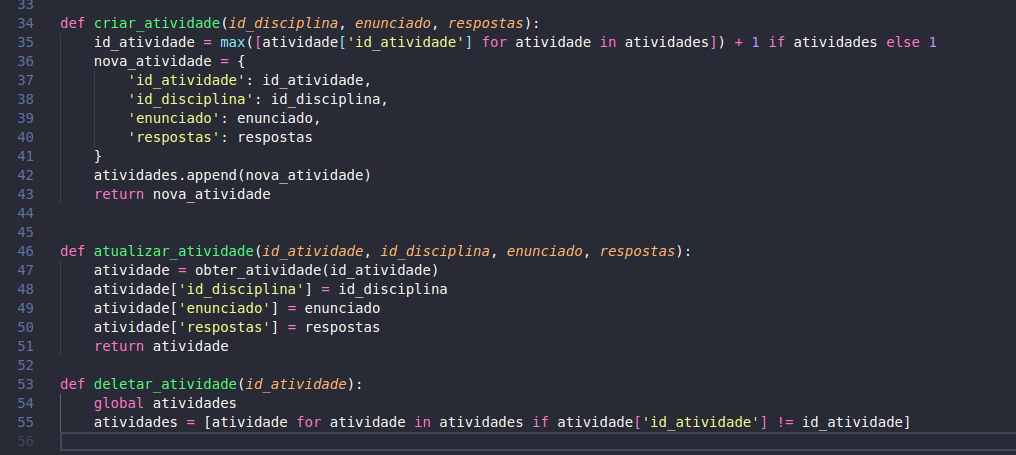 33
34 def criar_atividade(id_disciplina, enunciado, respostas):
35     id_atividade = max([atividade['id_atividade'] for atividade in atividades]) + 1 if atividades else 1
36     nova_atividade = {
37         'id_atividade': id_atividade,
38         'id_disciplina': id_disciplina,
39         'enunciado': enunciado,
40         'respostas': respostas
41     }
42     atividades.append(nova_atividade)
43     return nova_atividade
44
45
46 def atualizar_atividade(id_atividade, id_disciplina, enunciado, respostas):
47     atividade = obter_atividade(id_atividade)
48     atividade['id_disciplina'] = id_disciplina
49     atividade['enunciado'] = enunciado
50     atividade['respostas'] = respostas
51     return atividade
52
53 def deletar_atividade(id_atividade):
54     global atividades
55     atividades = [atividade for atividade in atividades if atividade['id_atividade'] != id_atividade]
56